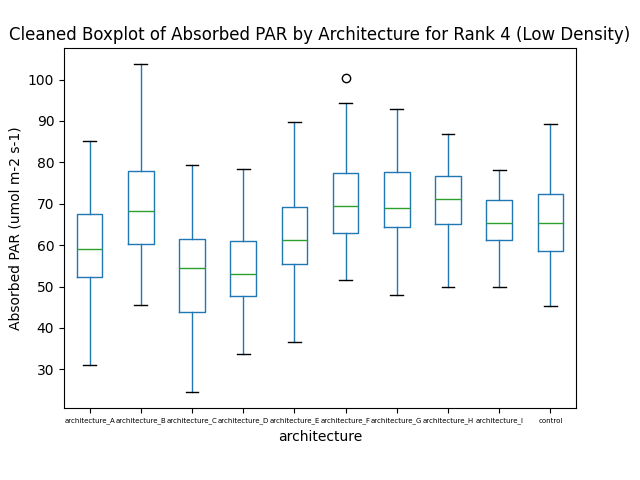 Cleaned Boxplot of Absorbed PAR by Architecture for Rank 4 (Low Density)
Absorbed PAR (umol m-2 s-1)
100
90
80
70
60
50
40
30
architecture_A architecture_B architecture_C architecture_D architecture_E architecture_F architecture_G architecture_H architecture_I control
architecture